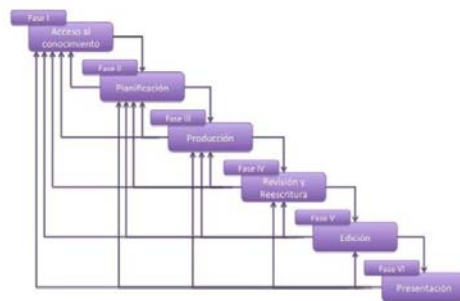 Fase I
Acceso al
conocimiento
Fase II
Planificación
Fase III
Producción
Fase IV
Revisión y
Reescritura
Fase V
Edición
Fase VI
Presentación